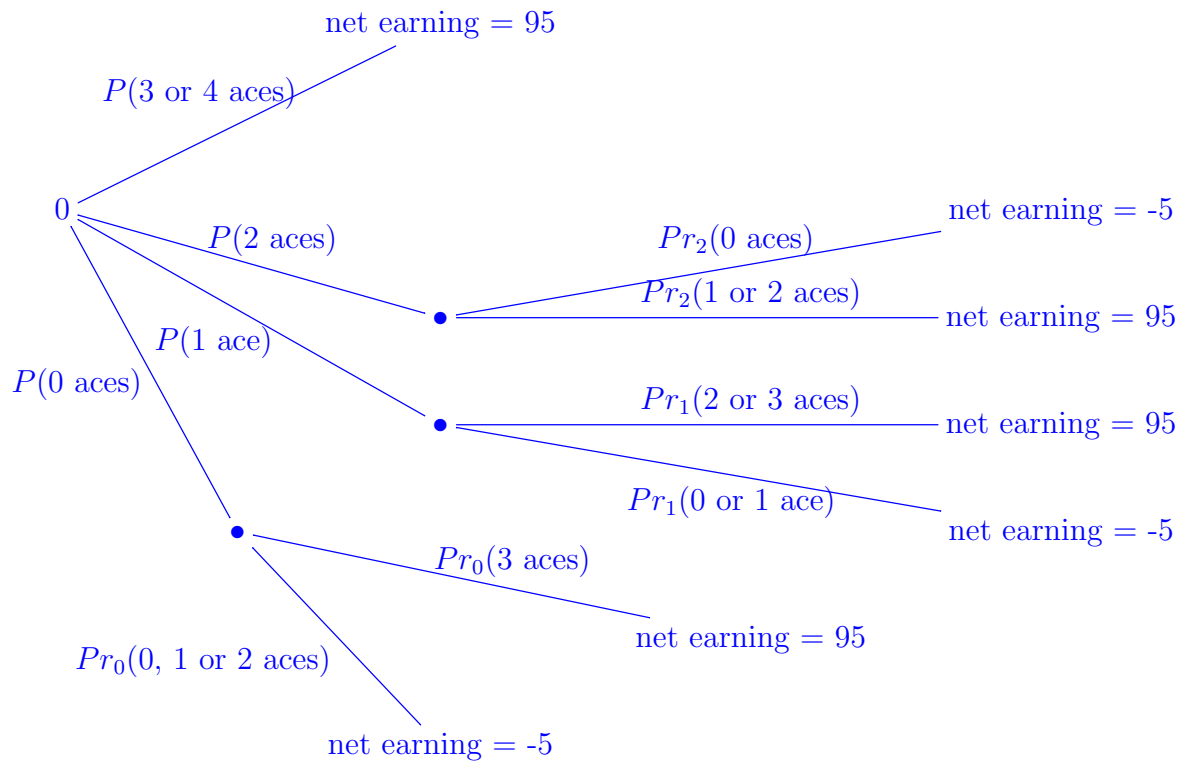 net earning = 95
P(3 or 4 aces)
0
net earning = -5
P(2 aces)
Pr₂(0 aces)
Pr₂(1 or 2 aces)
net earning = 95
P(1 ace)
P(0 aces)
Pr₁(2 or 3 aces)
net earning = 95
Pr₁(0 or 1 ace)
net earning = -5
Pr₀(3 aces)
net earning = 95
Pr₀(0, 1 or 2 aces)
net earning = -5